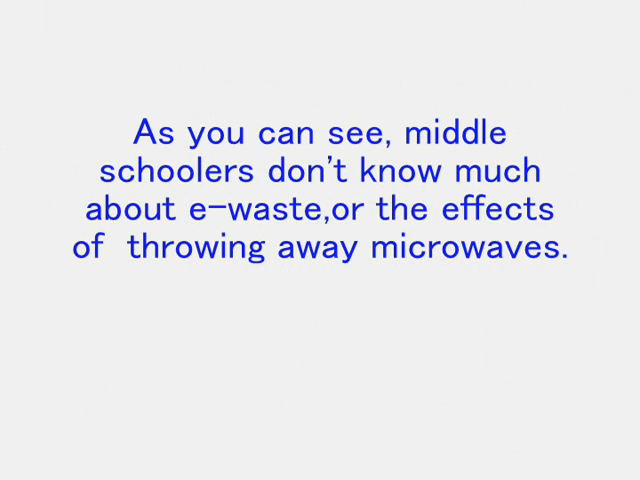 As you can see, middle
schoolers don't know much
about e-waste,or the effects
of  throwing away microwaves.